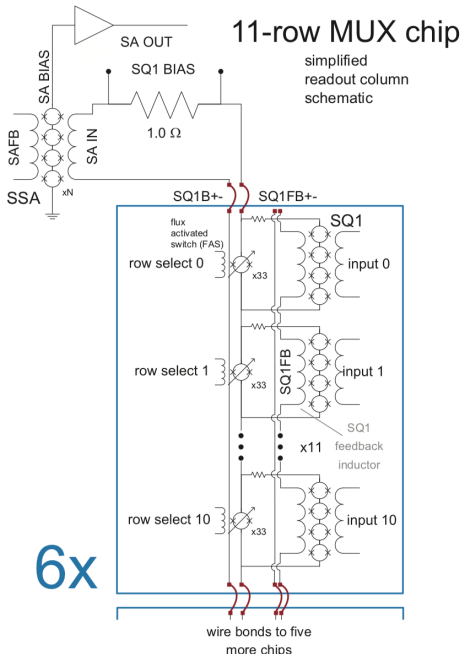 11-row MUX chip
simplified
readout column
schematic
SA OUT
SA BIAS
SQ1 BIAS
1.0 Ω
SAFB
SA IN
SSA
xN
SQ1B+-
SQ1FB+-
flux
activated
switch (FAS)
SQ1
row select 0
x33
input 0
row select 1
x33
SQ1FB
input 1
x11
SQ1
feedback
inductor
row select 10
x33
input 10
6x
wire bonds to five
more chips